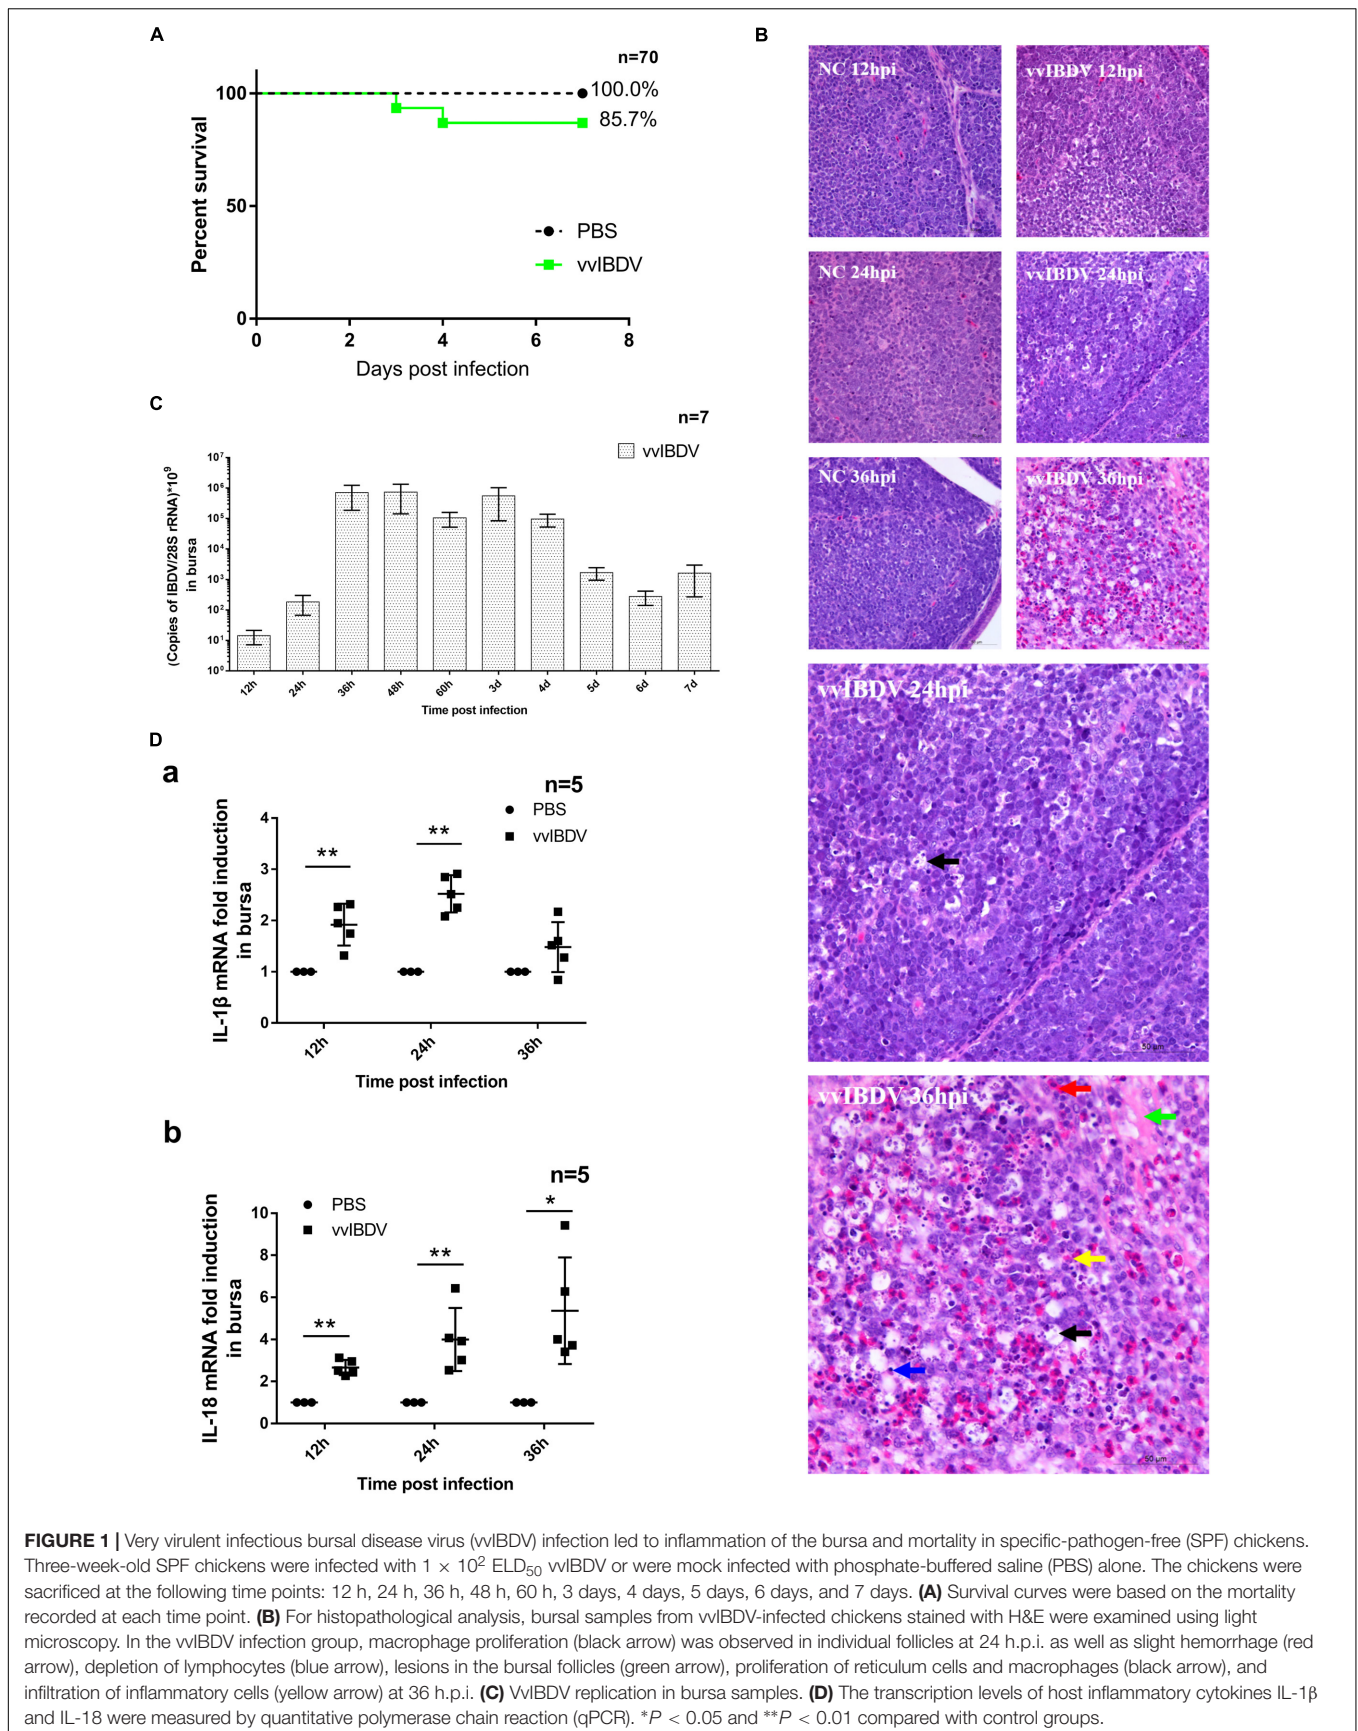 A
n=70
100.0%
85.7%
100
50
0
Percent survival
PBS
vvIBDV
0 2 4 6 8
Days post infection
B
NC 12hpi
vvIBDV 12hpi
NC 24hpi
vvIBDV 24hpi
NC 36hpi
vvIBDV 36hpi
vvIBDV 24hpi
50 μm
vvIBDV 36hpi
50 μm
C
n=7
vvIBDV
(Copies of IBDV/28S rRNA)*10⁹
in bursa
10⁷
10⁶
10⁵
10⁴
10³
10²
10¹
10⁰
12h 24h 36h 48h 60h 3d 4d 5d 6d 7d
Time post infection
D
a
n=5
PBS
vvIBDV
IL-1β mRNA fold induction
in bursa
4
3
2
1
0
** **
12h 24h 36h
Time post infection
b
n=5
PBS
vvIBDV
IL-18 mRNA fold induction
in bursa
10
8
6
4
2
0
** ** *
12h 24h 36h
Time post infection
FIGURE 1 | Very virulent infectious bursal disease virus (vvIBDV) infection led to inflammation of the bursa and mortality in specific-pathogen-free (SPF) chickens.
Three-week-old SPF chickens were infected with 1 × 10² ELD₅₀ vvIBDV or were mock infected with phosphate-buffered saline (PBS) alone. The chickens were
sacrificed at the following time points: 12 h, 24 h, 36 h, 48 h, 60 h, 3 days, 4 days, 5 days, 6 days, and 7 days. (A) Survival curves were based on the mortality
recorded at each time point. (B) For histopathological analysis, bursal samples from vvIBDV-infected chickens stained with H&E were examined using light
microscopy. In the vvIBDV infection group, macrophage proliferation (black arrow) was observed in individual follicles at 24 h.p.i. as well as slight hemorrhage (red
arrow), depletion of lymphocytes (blue arrow), lesions in the bursal follicles (green arrow), proliferation of reticulum cells and macrophages (black arrow), and
infiltration of inflammatory cells (yellow arrow) at 36 h.p.i. (C) VvIBDV replication in bursa samples. (D) The transcription levels of host inflammatory cytokines IL-1β
and IL-18 were measured by quantitative polymerase chain reaction (qPCR). *P < 0.05 and **P < 0.01 compared with control groups.